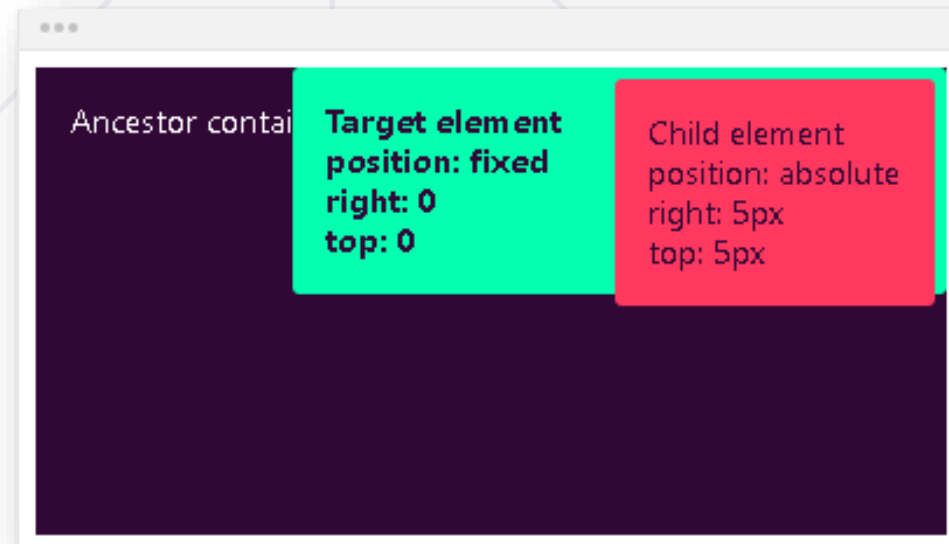 Ancestor contai
Target element
position: fixed
right: 0
top: 0
Child element
position: absolute
right: 5px
top: 5px